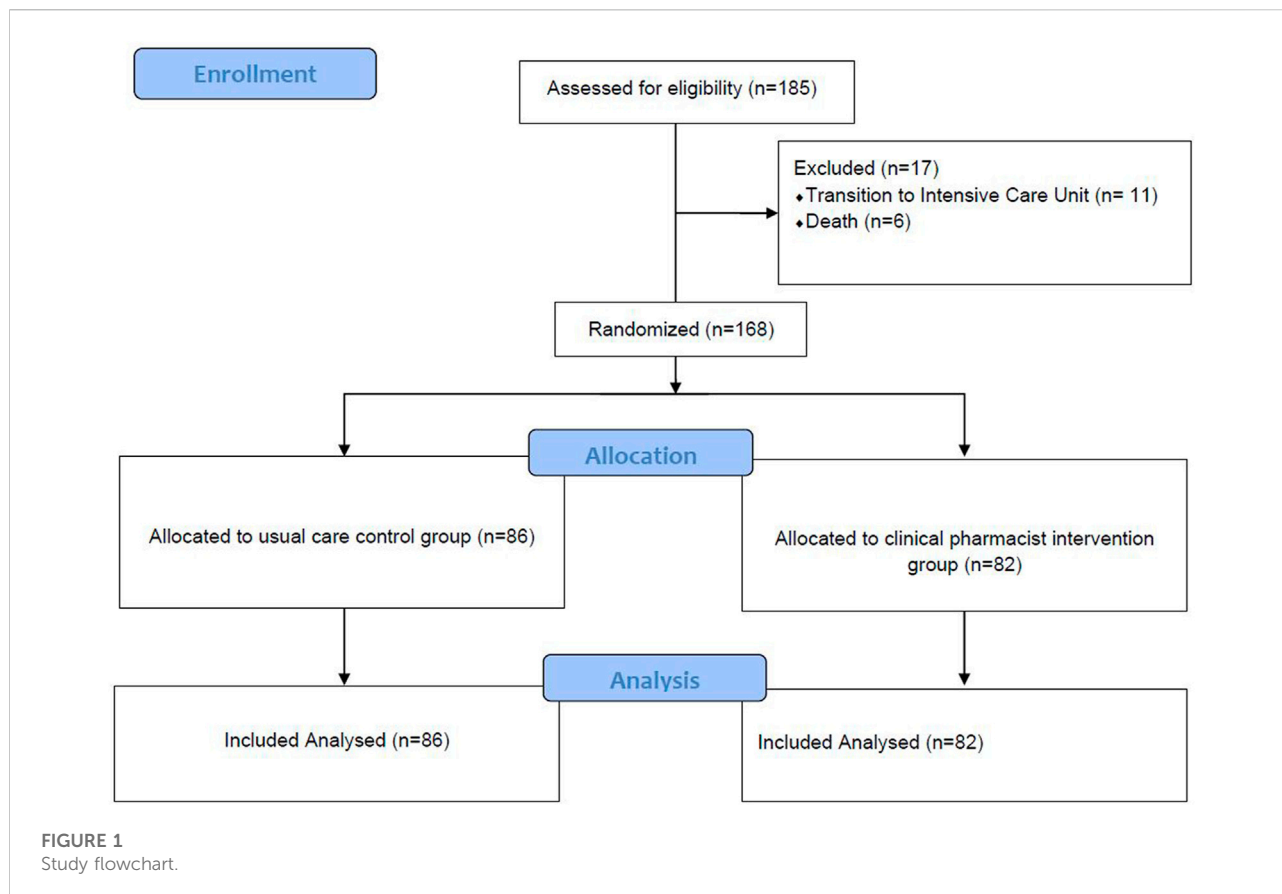 Enrollment
Assessed for eligibility (n=185)
Excluded (n=17)
♦Transition to Intensive Care Unit (n= 11)
♦Death (n=6)
Randomized (n=168)
Allocation
Allocated to usual care control group (n=86)
Allocated to clinical pharmacist intervention
group (n=82)
Analysis
Included Analysed (n=86)
Included Analysed (n=82)
FIGURE 1
Study flowchart.